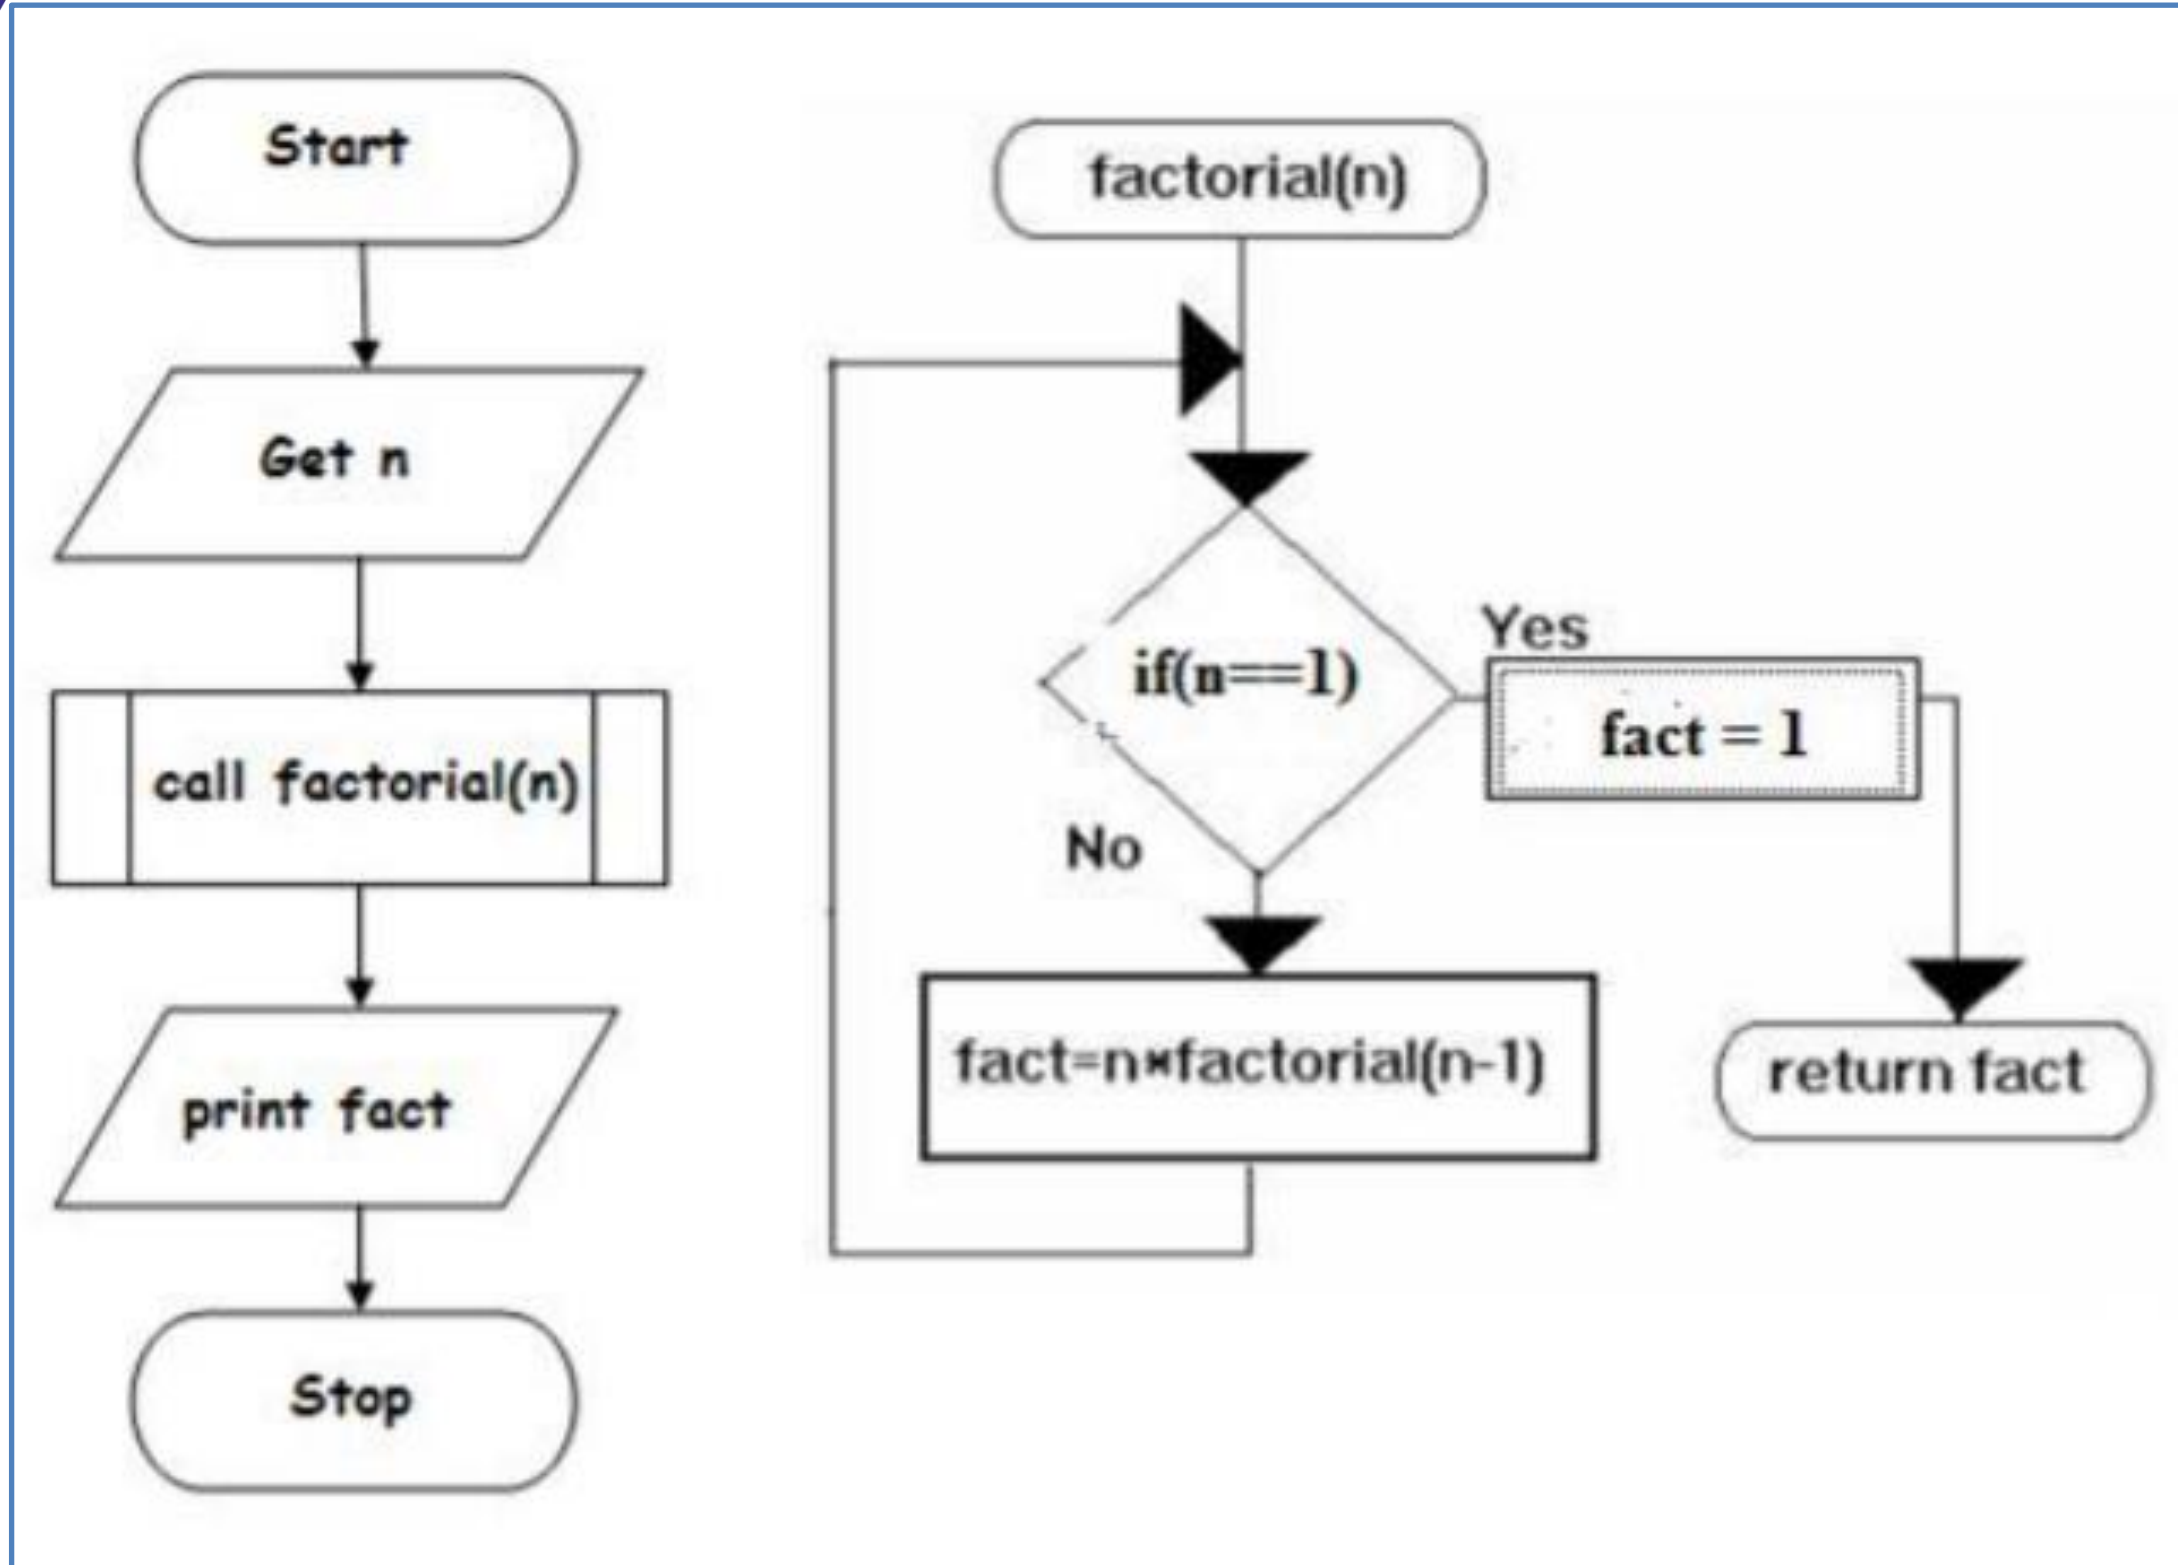 Start
Get n
call factorial(n)
print fact
Stop
factorial(n)
if(n==1)
Yes
fact = 1
No
fact=n*factorial(n-1)
return fact